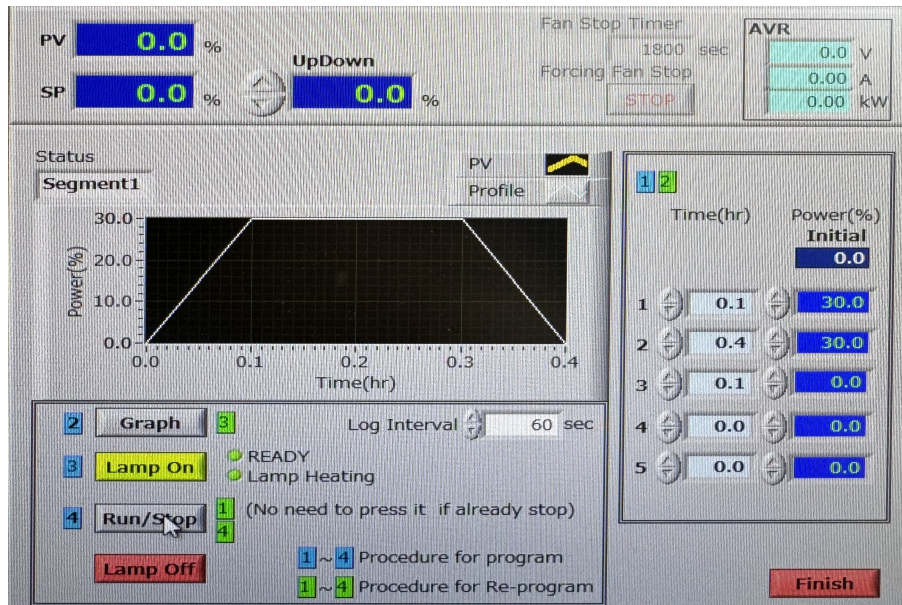 PV 0.0 %
SP 0.0 %
UpDown
0.0 %
Fan Stop Timer
1800 sec
Forcing Fan Stop
STOP
AVR
0.0 V
0.00 A
0.00 kW
Status
Segment1
PV
Profile
Power(%)
30.0
20.0
10.0
0.0
0.0 0.1 0.2 0.3 0.4
Time(hr)
1 2
Time(hr) Power(%)
Initial
0.0
1 0.1 30.0
2 0.4 30.0
3 0.1 0.0
4 0.0 0.0
5 0.0 0.0
2 Graph 3 Log Interval 60 sec
3 Lamp On READY
Lamp Heating
4 Run/Stop 1 (No need to press it if already stop)
4
Lamp Off
1 ~ 4 Procedure for program
1 ~ 4 Procedure for Re-program
Finish